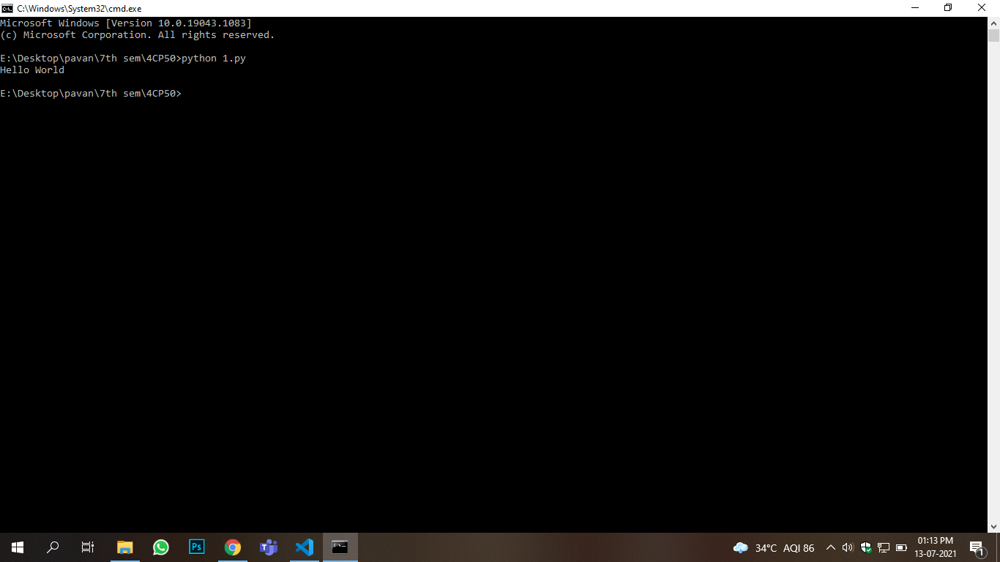 C:\Windows\System32\cmd.exe
Microsoft Windows [Version 10.0.19043.1083]
(c) Microsoft Corporation. All rights reserved.
E:\Desktop\pavan\7th sem\4CP50>python 1.py
Hello World
E:\Desktop\pavan\7th sem\4CP50>
Ps
34°C AQI 86
01:13 PM
13-07-2021
1